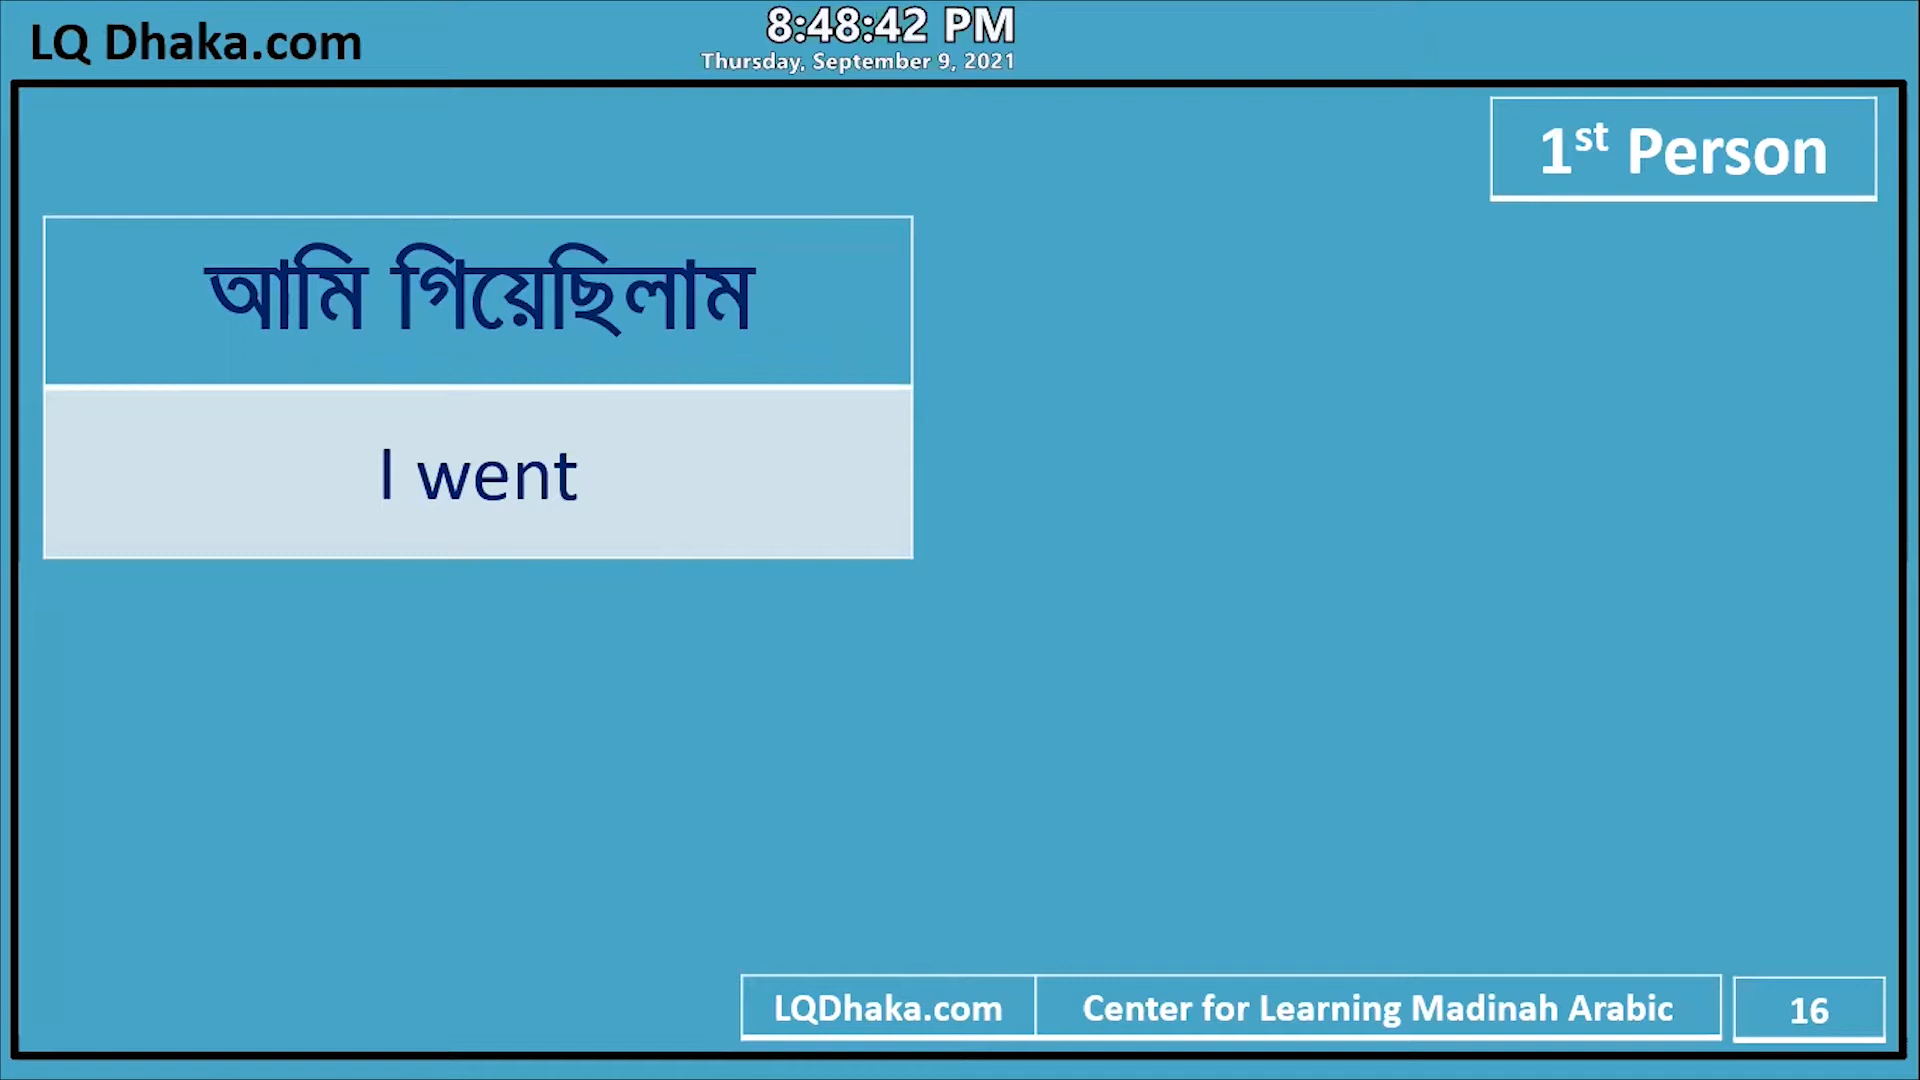 LQ Dhaka.com
8:48:42 PM
Thursday, September 9, 2021
1st Person
আমি গিয়েছিলাম
I went
LQDhaka.com
Center for Learning Madinah Arabic
16